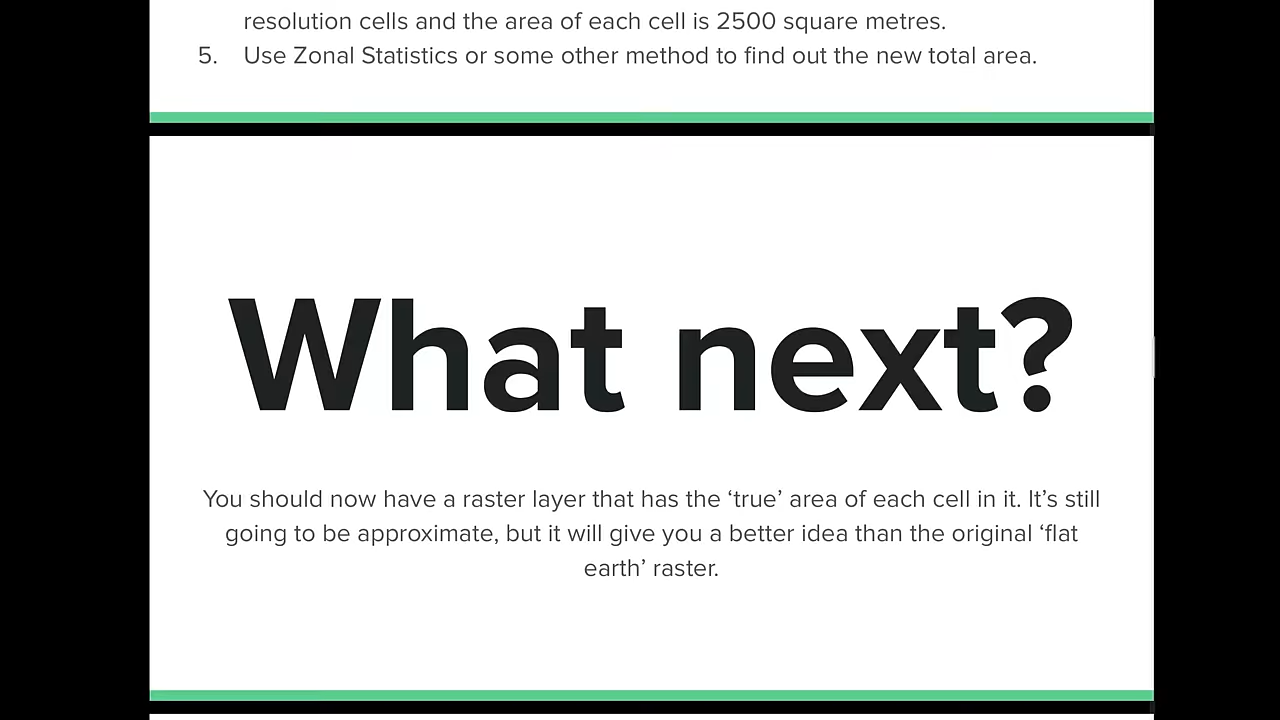 resolution cells and the area of each cell is 2500 square metres.
5. Use Zonal Statistics or some other method to find out the new total area.
What next?
You should now have a raster layer that has the ‘true’ area of each cell in it. It’s still
going to be approximate, but it will give you a better idea than the original ‘flat
earth’ raster.